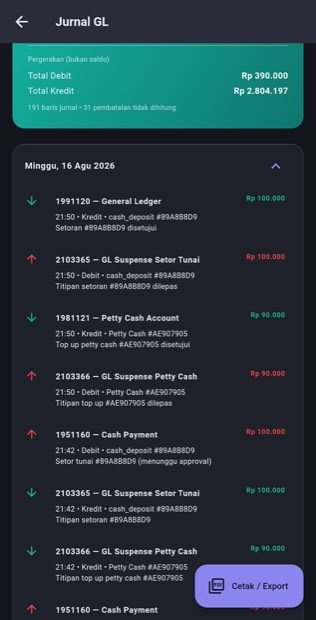 Jurnal GL
Pergerakan (bukan saldo)
Total Debit Rp 390.000
Total Kredit Rp 2.804.197
191 baris jurnal • 31 pembatalan tidak dihitung
Minggu, 16 Agu 2026
1991120 — General Ledger Rp 100.000
21:50 • Kredit • cash_deposit #89A8B8D9
Setoran #89A8B8D9 disetujui
2103365 — GL Suspense Setor Tunai Rp 100.000
21:50 • Debit • cash_deposit #89A8B8D9
Titipan setoran #89A8B8D9 dilepas
1981121 — Petty Cash Account Rp 90.000
21:50 • Kredit • Petty Cash #AE907905
Top up petty cash #AE907905 disetujui
2103366 — GL Suspense Petty Cash Rp 90.000
21:50 • Debit • Petty Cash #AE907905
Titipan top up #AE907905 dilepas
1951160 — Cash Payment Rp 100.000
21:42 • Debit • cash_deposit #89A8B8D9
Setor tunai #89A8B8D9 (menunggu approval)
2103365 — GL Suspense Setor Tunai Rp 100.000
21:42 • Kredit • cash_deposit #89A8B8D9
Titipan setoran #89A8B8D9
2103366 — GL Suspense Petty Cash Rp 90.000
21:42 • Kredit • Petty Cash #AE907905
Titipan top up petty cash #AE907905
PDF Cetak / Export
1951160 — Cash Payment